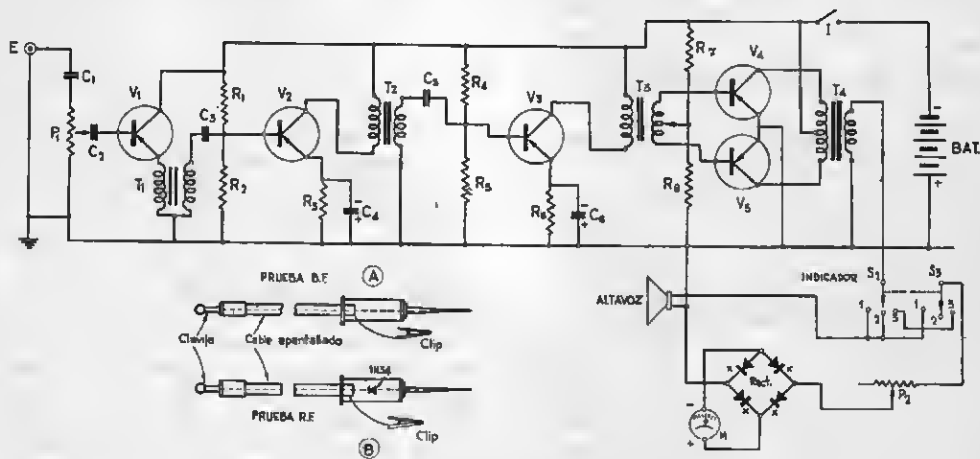 E
C1
P1
C2
V1
T1
C3
R1
R2
V2
R3
C4
T2
C5
R4
R5
V3
R6
C6
T3
R7
R8
V4
V5
T4
I
-
BAT.
+
PRUEBA B.F. A
Clavija
Cable apantallado
Clip
1N34
PRUEBA R.F. B
Clip
ALTAVOZ
INDICADOR
S2
S3
1 2 3 1 2 3
Rect.
P2
-
M
+